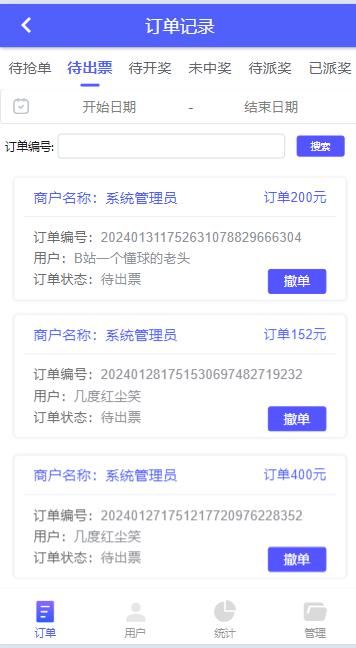 订单记录
待抢单 待出票 待开奖 未中奖 待派奖 已派奖
开始日期 - 结束日期
订单编号: 搜索
商户名称：系统管理员 订单200元
订单编号：202401311752631078829666304
用户：B站一个懂球的老头
订单状态：待出票 撤单
商户名称：系统管理员 订单152元
订单编号：202401281751530697482719232
用户：几度红尘笑
订单状态：待出票 撤单
商户名称：系统管理员 订单400元
订单编号：202401271751217720976228352
用户：几度红尘笑
订单状态：待出票 撤单
订单 用户 统计 管理